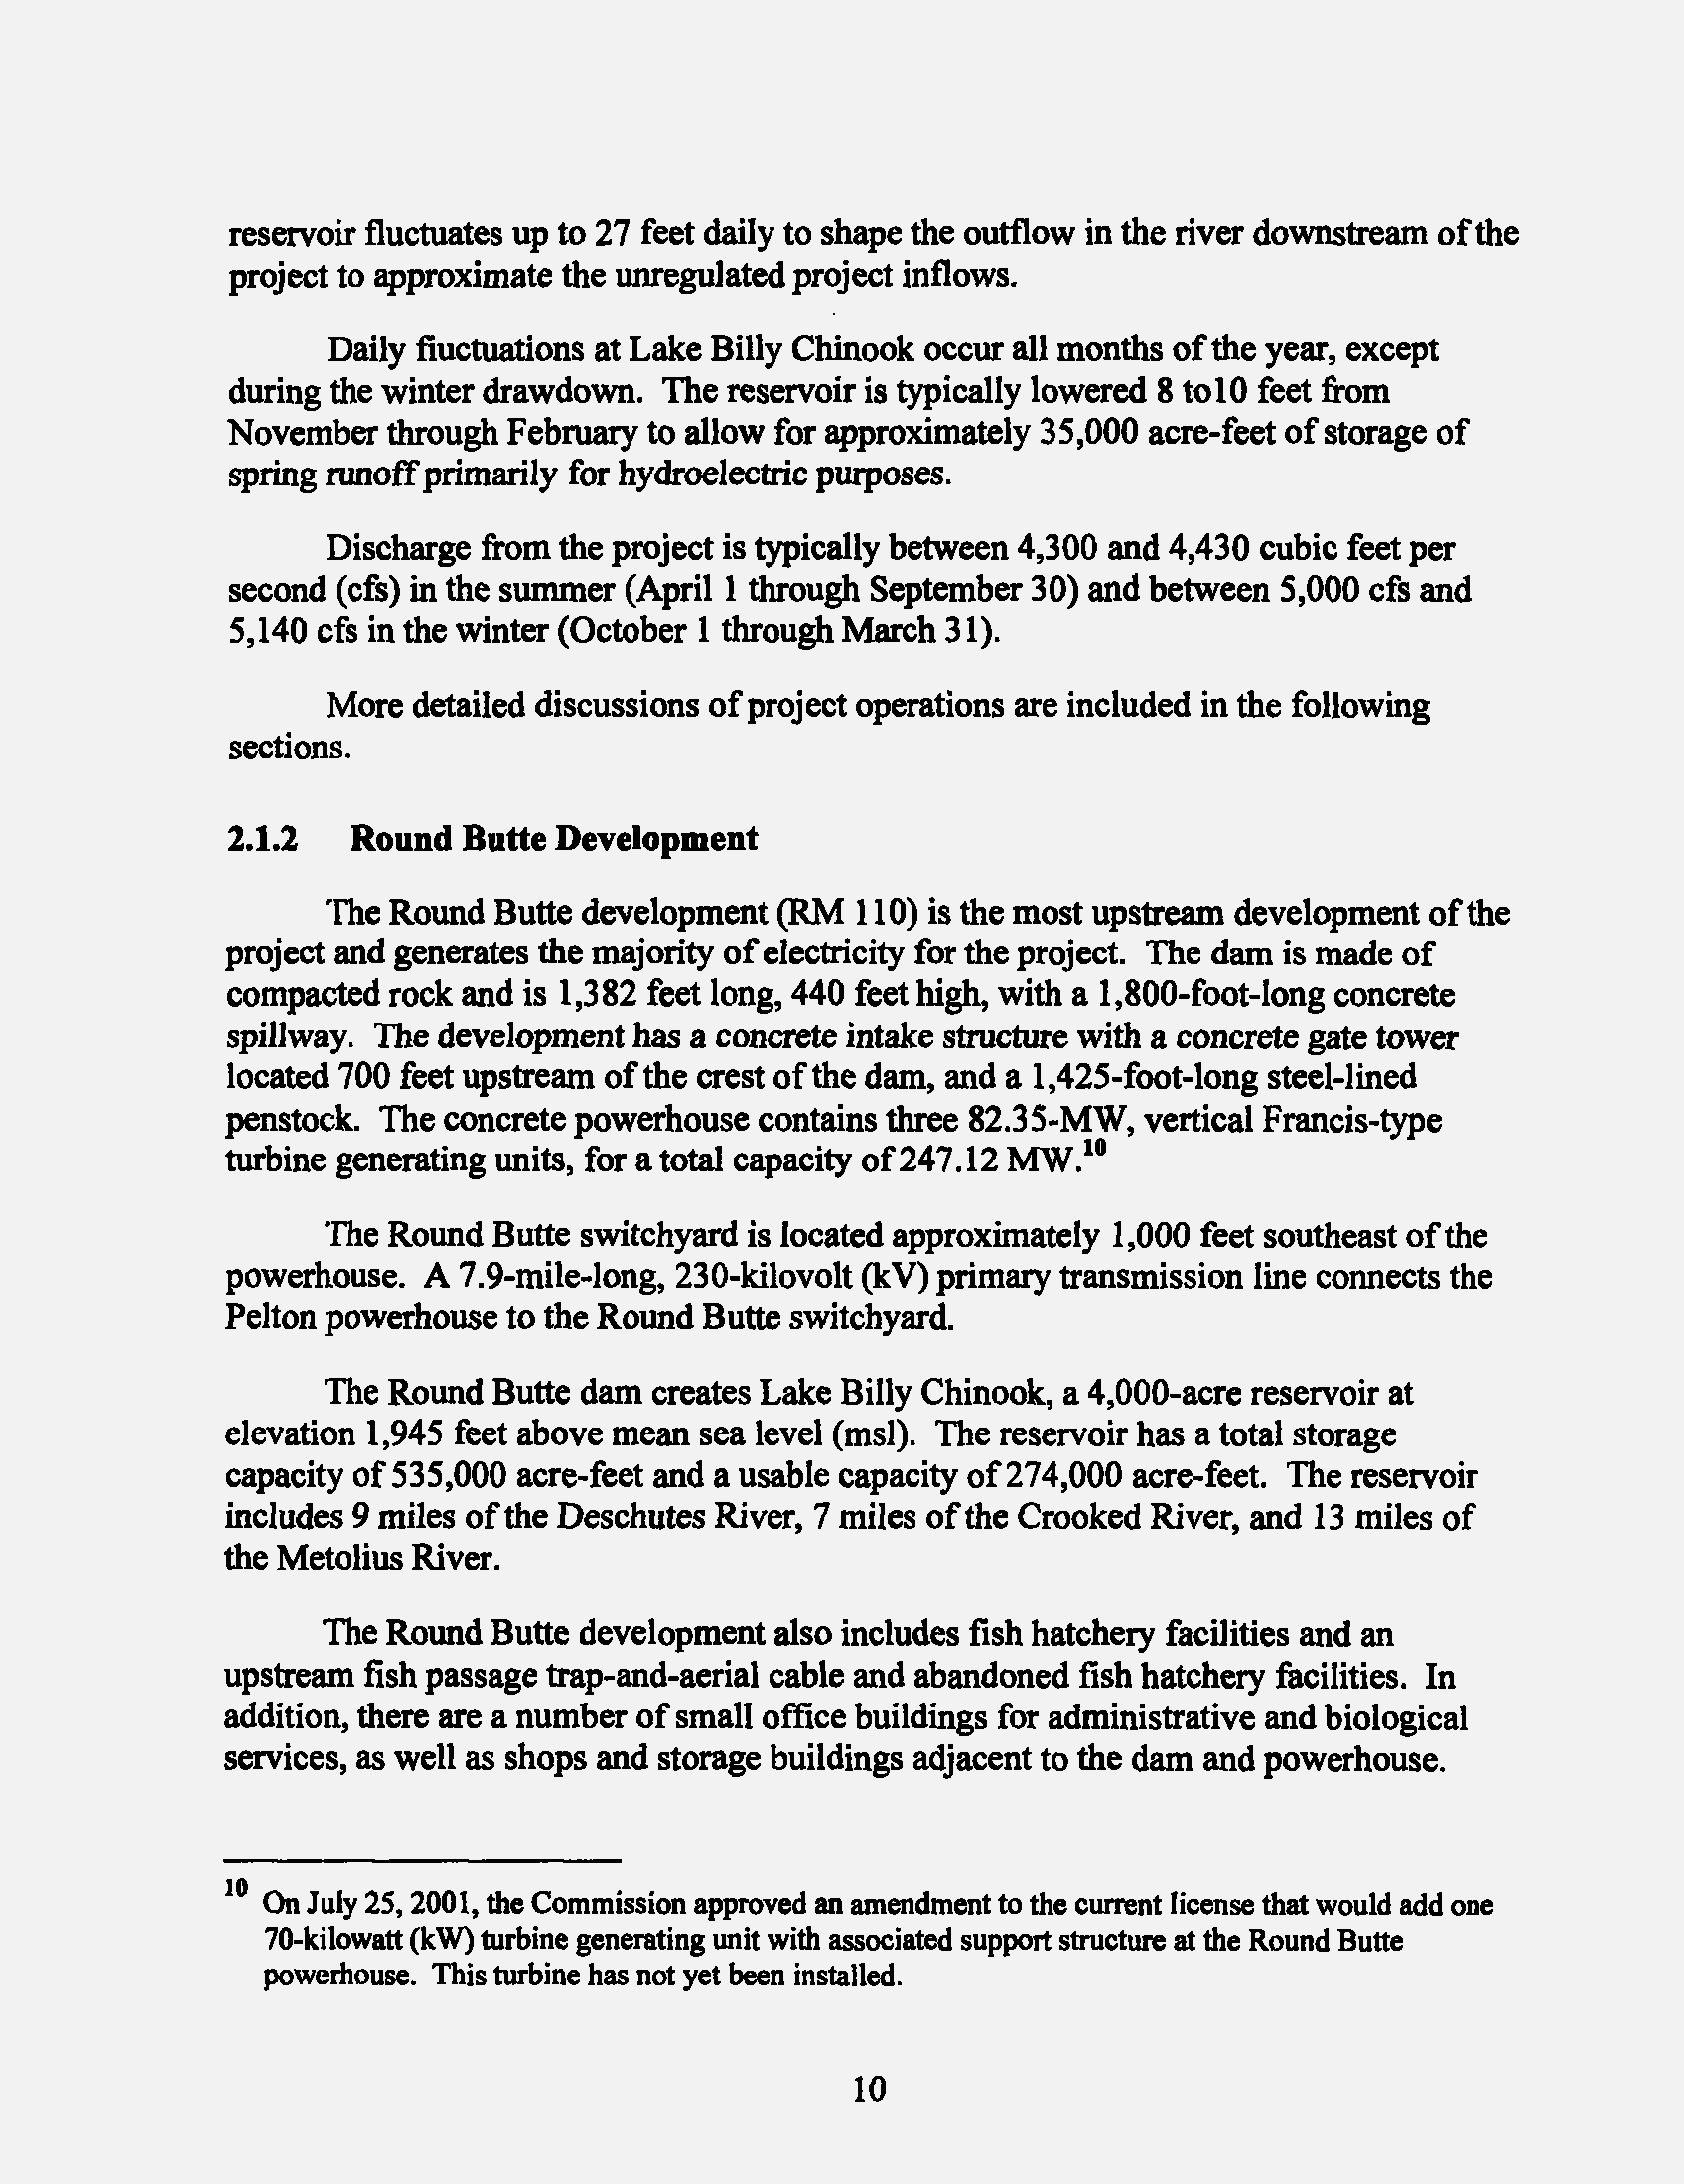 reservoir fluctuates up to 27 feet daily to shape the outflow in the river downstream of the
project to approximate the unregulated project inflows.
Daily fluctuations at Lake Billy Chinook occur all months of the year, except
during the winter drawdown. The reservoir is typically lowered 8 to10 feet from
November through February to allow for approximately 35,000 acre-feet of storage of
spring runoff primarily for hydroelectric purposes.
Discharge from the project is typically between 4,300 and 4,430 cubic feet per
second (cfs) in the summer (April 1 through September 30) and between 5,000 cfs and
5,140 cfs in the winter (October 1 through March 31).
More detailed discussions of project operations are included in the following
sections.
2.1.2 Round Butte Development
The Round Butte development (RM 110) is the most upstream development of the
project and generates the majority of electricity for the project. The dam is made of
compacted rock and is 1,382 feet long, 440 feet high, with a 1,800-foot-long concrete
spillway. The development has a concrete intake structure with a concrete gate tower
located 700 feet upstream of the crest of the dam, and a 1,425-foot-long steel-lined
penstock. The concrete powerhouse contains three 82.35-MW, vertical Francis-type
turbine generating units, for a total capacity of 247.12 MW.10
The Round Butte switchyard is located approximately 1,000 feet southeast of the
powerhouse. A 7.9-mile-long, 230-kilovolt (kV) primary transmission line connects the
Pelton powerhouse to the Round Butte switchyard.
The Round Butte dam creates Lake Billy Chinook, a 4,000-acre reservoir at
elevation 1,945 feet above mean sea level (msl). The reservoir has a total storage
capacity of 535,000 acre-feet and a usable capacity of 274,000 acre-feet. The reservoir
includes 9 miles of the Deschutes River, 7 miles of the Crooked River, and 13 miles of
the Metolius River.
The Round Butte development also includes fish hatchery facilities and an
upstream fish passage trap-and-aerial cable and abandoned fish hatchery facilities. In
addition, there are a number of small office buildings for administrative and biological
services, as well as shops and storage buildings adjacent to the dam and powerhouse.
10 On July 25, 2001, the Commission approved an amendment to the current license that would add one
70-kilowatt (kW) turbine generating unit with associated support structure at the Round Butte
powerhouse. This turbine has not yet been installed.
10